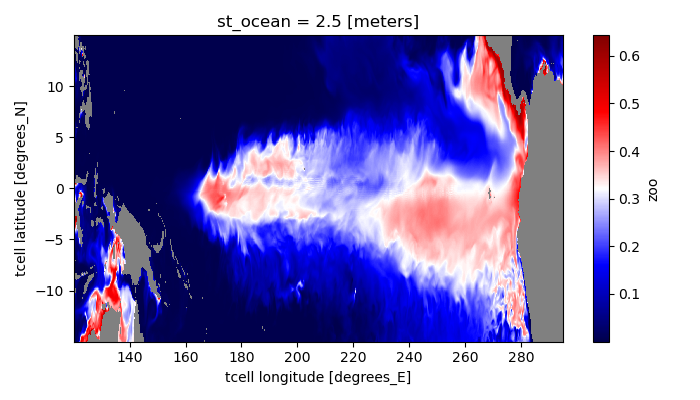 st_ocean = 2.5 [meters]
10
5
0
−5
−10
tcell latitude [degrees_N]
140 160 180 200 220 240 260 280
tcell longitude [degrees_E]
0.6
0.5
0.4
0.3
0.2
0.1
zoo